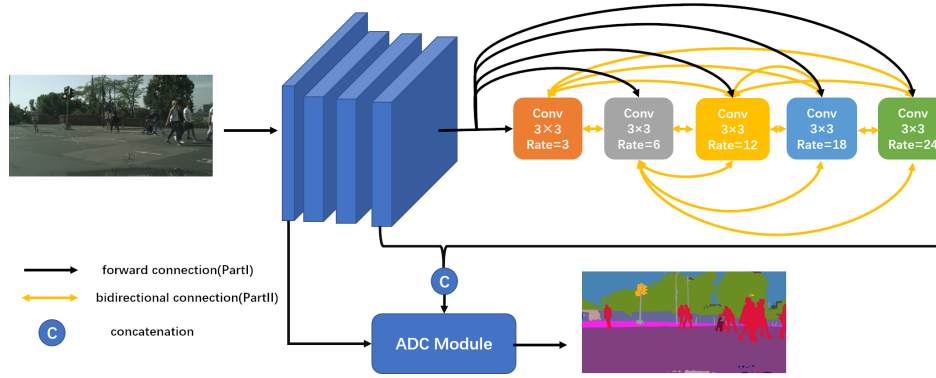 Conv
3×3
Rate=3
Conv
3×3
Rate=6
Conv
3×3
Rate=12
Conv
3×3
Rate=18
Conv
3×3
Rate=24
forward connection(PartI)
bidirectional connection(PartII)
C
concatenation
C
ADC Module